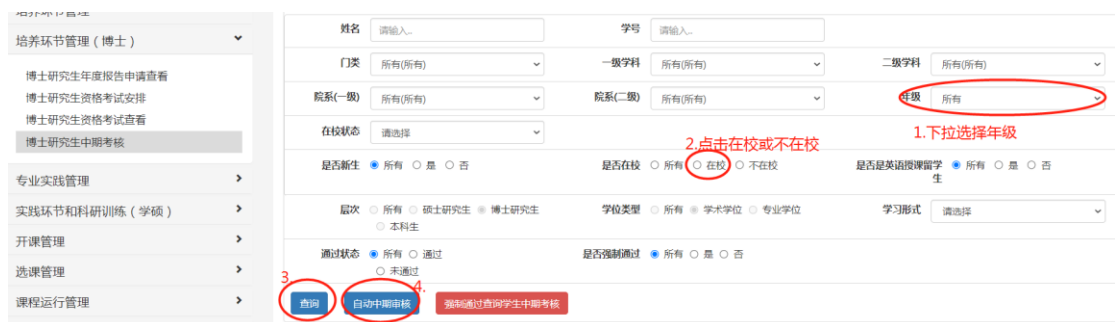 培养环节管理
姓名 请输入.. 学号 请输入..
培养环节管理（博士）
门类 所有(所有) 一级学科 所有(所有) 二级学科 所有(所有)
博士研究生年度报告申请查看
博士研究生资格考试安排
院系(一级) 所有(所有) 院系(二级) 所有(所有) 年级 所有
博士研究生资格考试查看
博士研究生中期考核
在校状态 请选择 1.下拉选择年级
2.点击在校或不在校
是否新生 所有 是 否 是否在校 所有 在校 不在校 是否是英语授课留学生 所有 是 否
专业实践管理
实践环节和科研训练（学硕）
层次 所有 硕士研究生 博士研究生 学位类型 所有 学术学位 专业学位 学习形式 请选择
本科生
开课管理
通过状态 所有 通过 是否强制通过 所有 是 否
未通过
选课管理
3. 4.
课程运行管理
查询 自动中期审核 强制通过查询学生中期考核